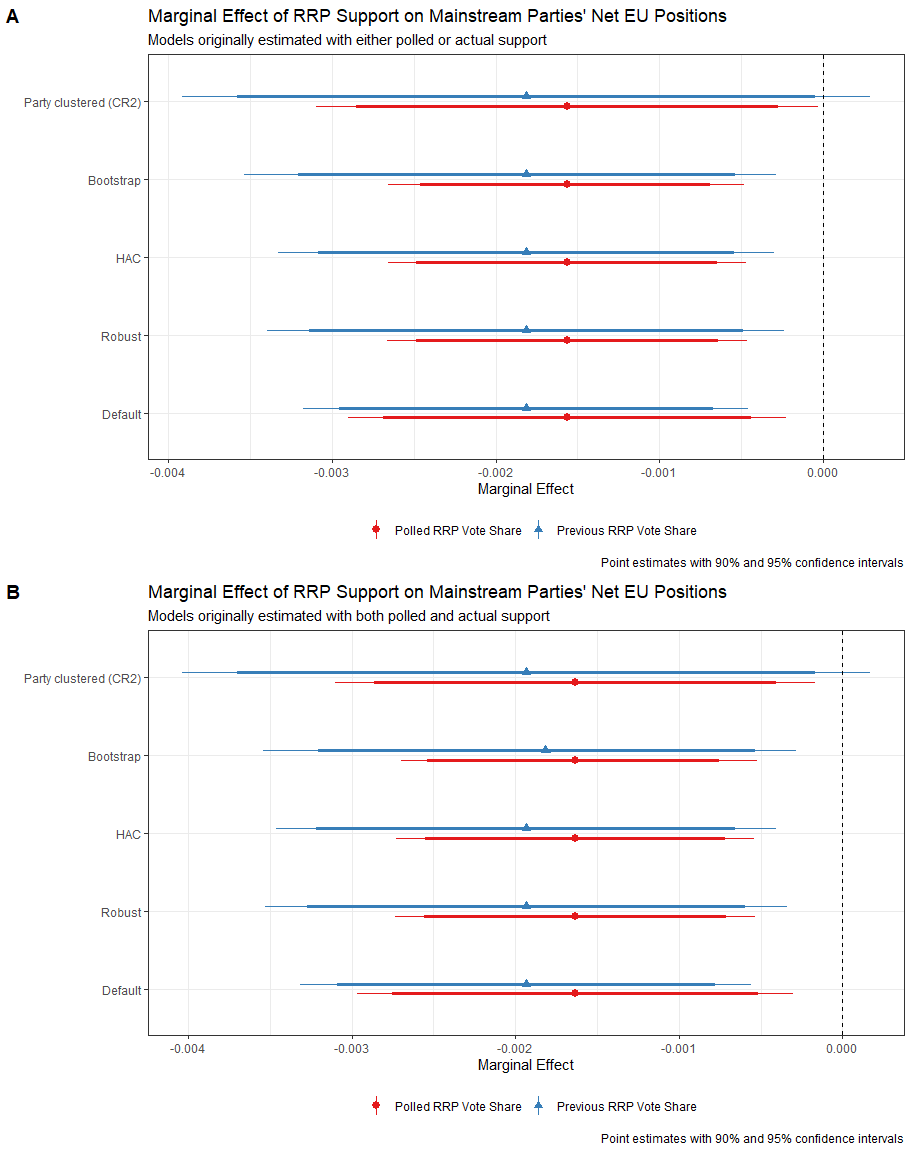 A
Marginal Effect of RRP Support on Mainstream Parties' Net EU Positions
Models originally estimated with either polled or actual support
Party clustered (CR2)
Bootstrap
HAC
Robust
Default
-0.004 -0.003 -0.002 -0.001 0.000
Marginal Effect
Polled RRP Vote Share Previous RRP Vote Share
Point estimates with 90% and 95% confidence intervals
B
Marginal Effect of RRP Support on Mainstream Parties' Net EU Positions
Models originally estimated with both polled and actual support
Party clustered (CR2)
Bootstrap
HAC
Robust
Default
-0.004 -0.003 -0.002 -0.001 0.000
Marginal Effect
Polled RRP Vote Share Previous RRP Vote Share
Point estimates with 90% and 95% confidence intervals